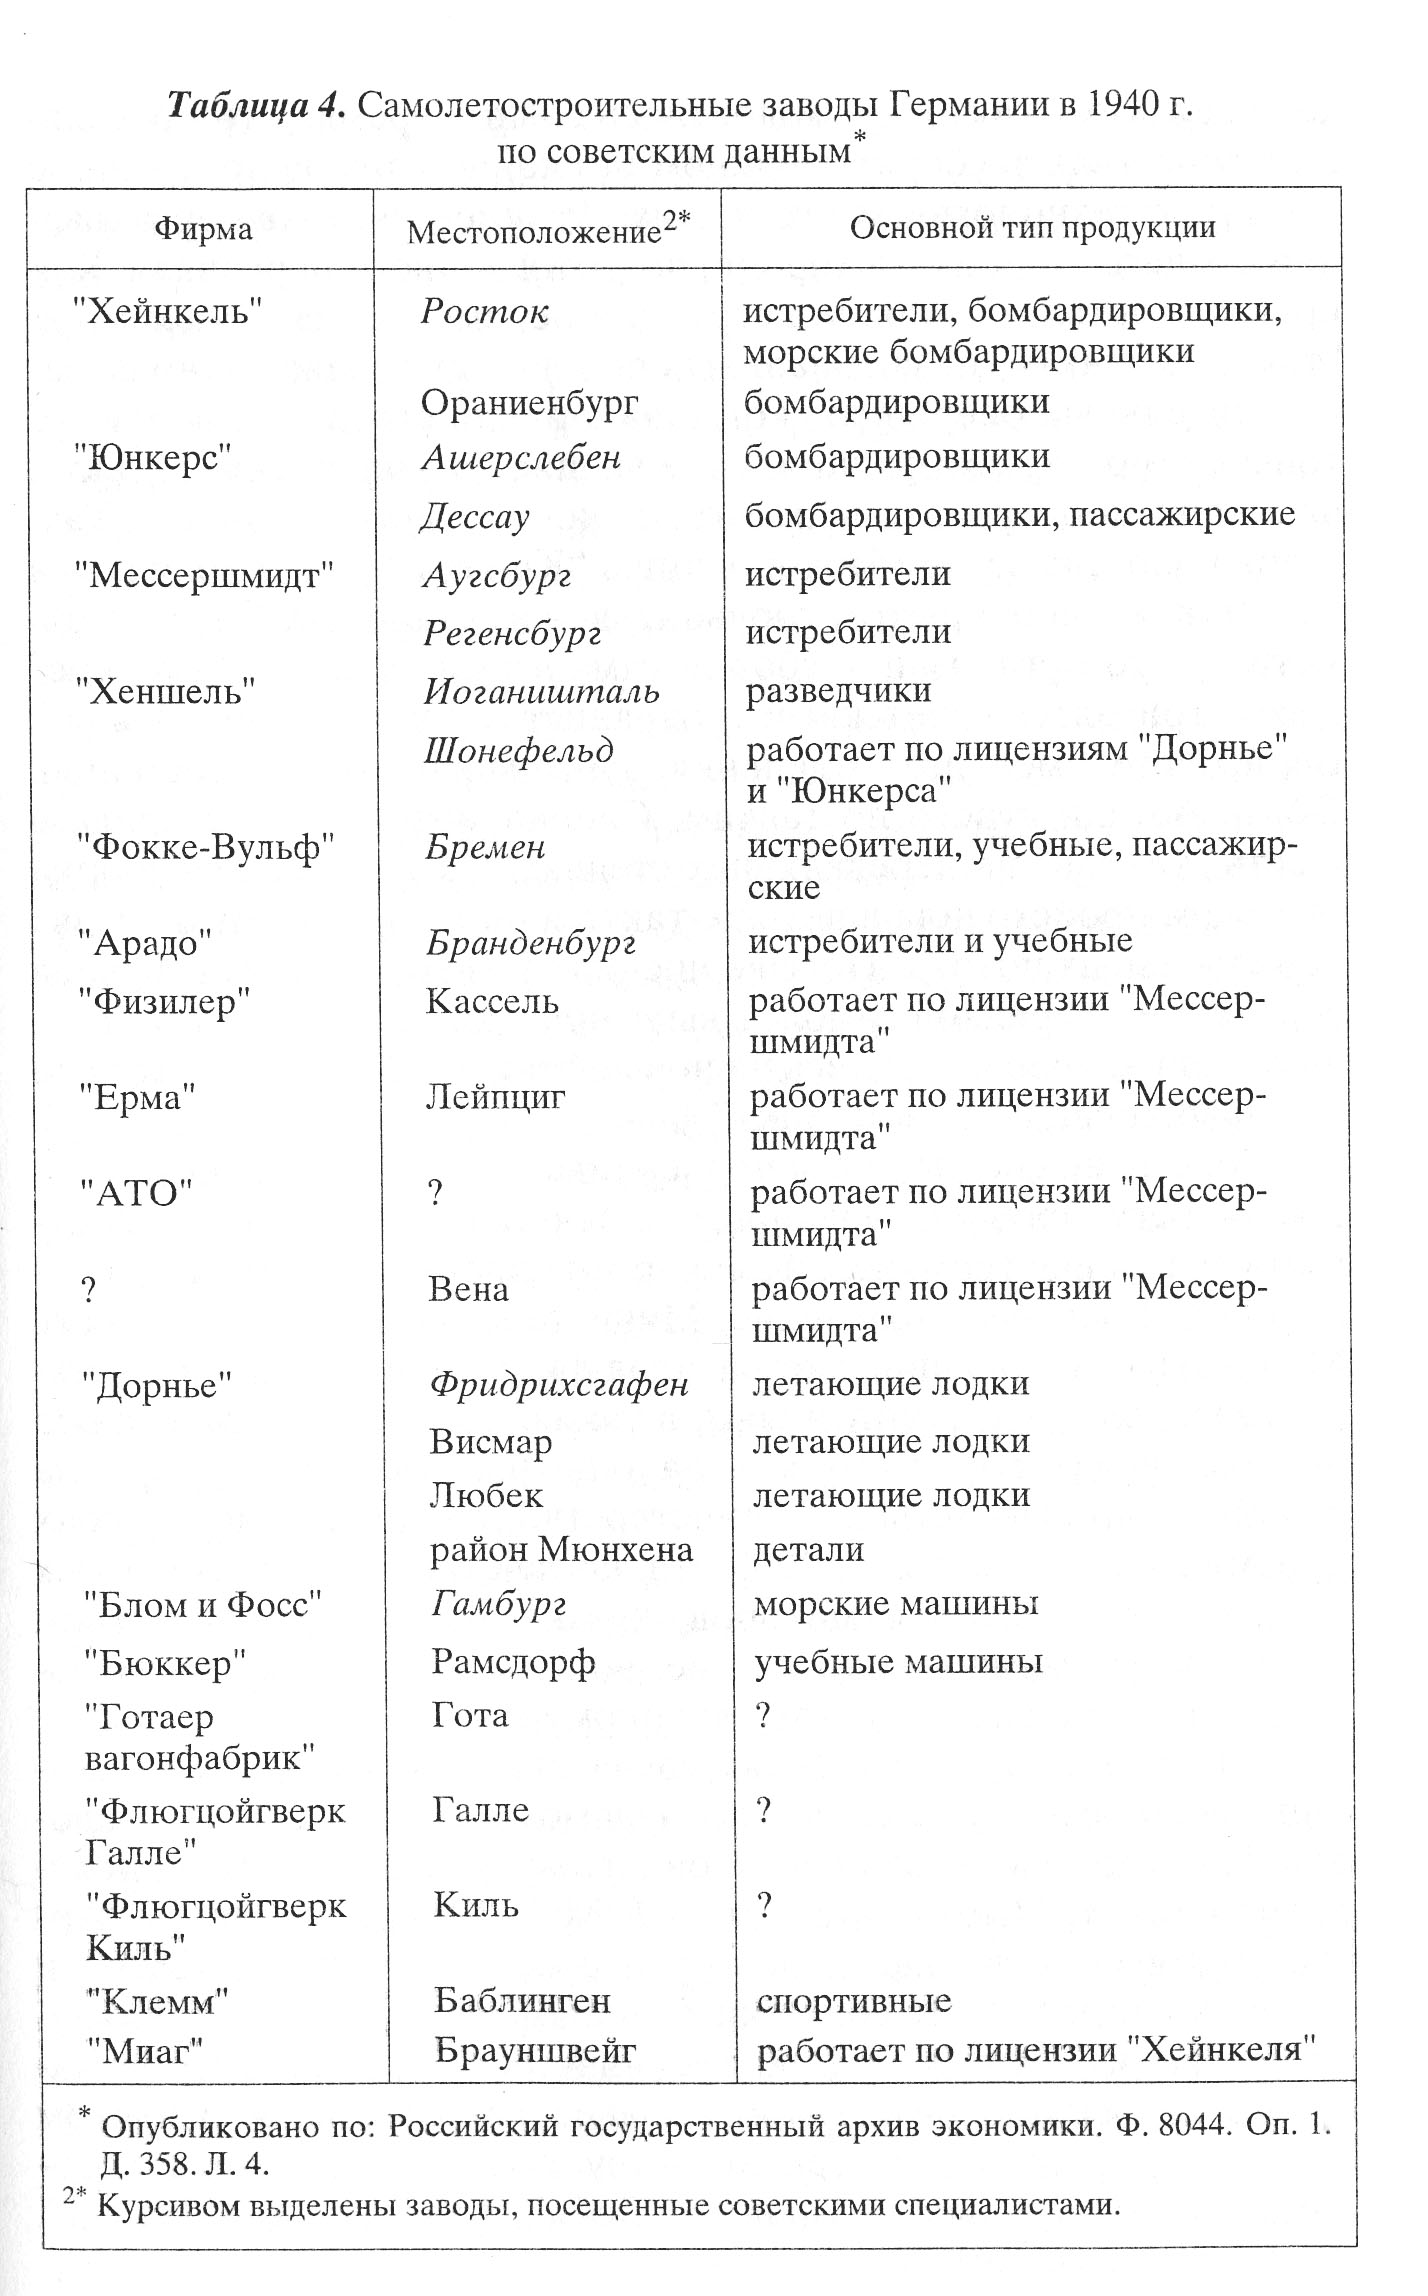 Таблица 4. Самолетостроительные заводы Германии в 1940 г.
по советским данным*
Фирма Местоположение2* Основной тип продукции
"Хейнкель" Росток истребители, бомбардировщики,
морские бомбардировщики
Ораниенбург бомбардировщики
"Юнкерс" Ашерслебен бомбардировщики
Дессау бомбардировщики, пассажирские
"Мессершмидт" Аугсбург истребители
Регенсбург истребители
"Хеншель" Иоганишталь разведчики
Шонефельд работает по лицензиям "Дорнье"
и "Юнкерса"
"Фокке-Вульф" Бремен истребители, учебные, пассажир-
ские
"Арадо" Бранденбург истребители и учебные
"Физилер" Кассель работает по лицензии "Мессер-
шмидта"
"Ерма" Лейпциг работает по лицензии "Мессер-
шмидта"
"АТО" ? работает по лицензии "Мессер-
шмидта"
? Вена работает по лицензии "Мессер-
шмидта"
"Дорнье" Фридрихсгафен летающие лодки
Висмар летающие лодки
Любек летающие лодки
район Мюнхена детали
"Блом и Фосс" Гамбург морские машины
"Бюккер" Рамсдорф учебные машины
"Готаер Гота ?
вагонфабрик"
"Флюгцойгверк Галле ?
Галле"
"Флюгцойгверк Киль ?
Киль"
"Клемм" Баблинген спортивные
"Миаг" Брауншвейг работает по лицензии "Хейнкеля"
* Опубликовано по: Российский государственный архив экономики. Ф. 8044. Оп. 1.
Д. 358. Л. 4.
2* Курсивом выделены заводы, посещенные советскими специалистами.